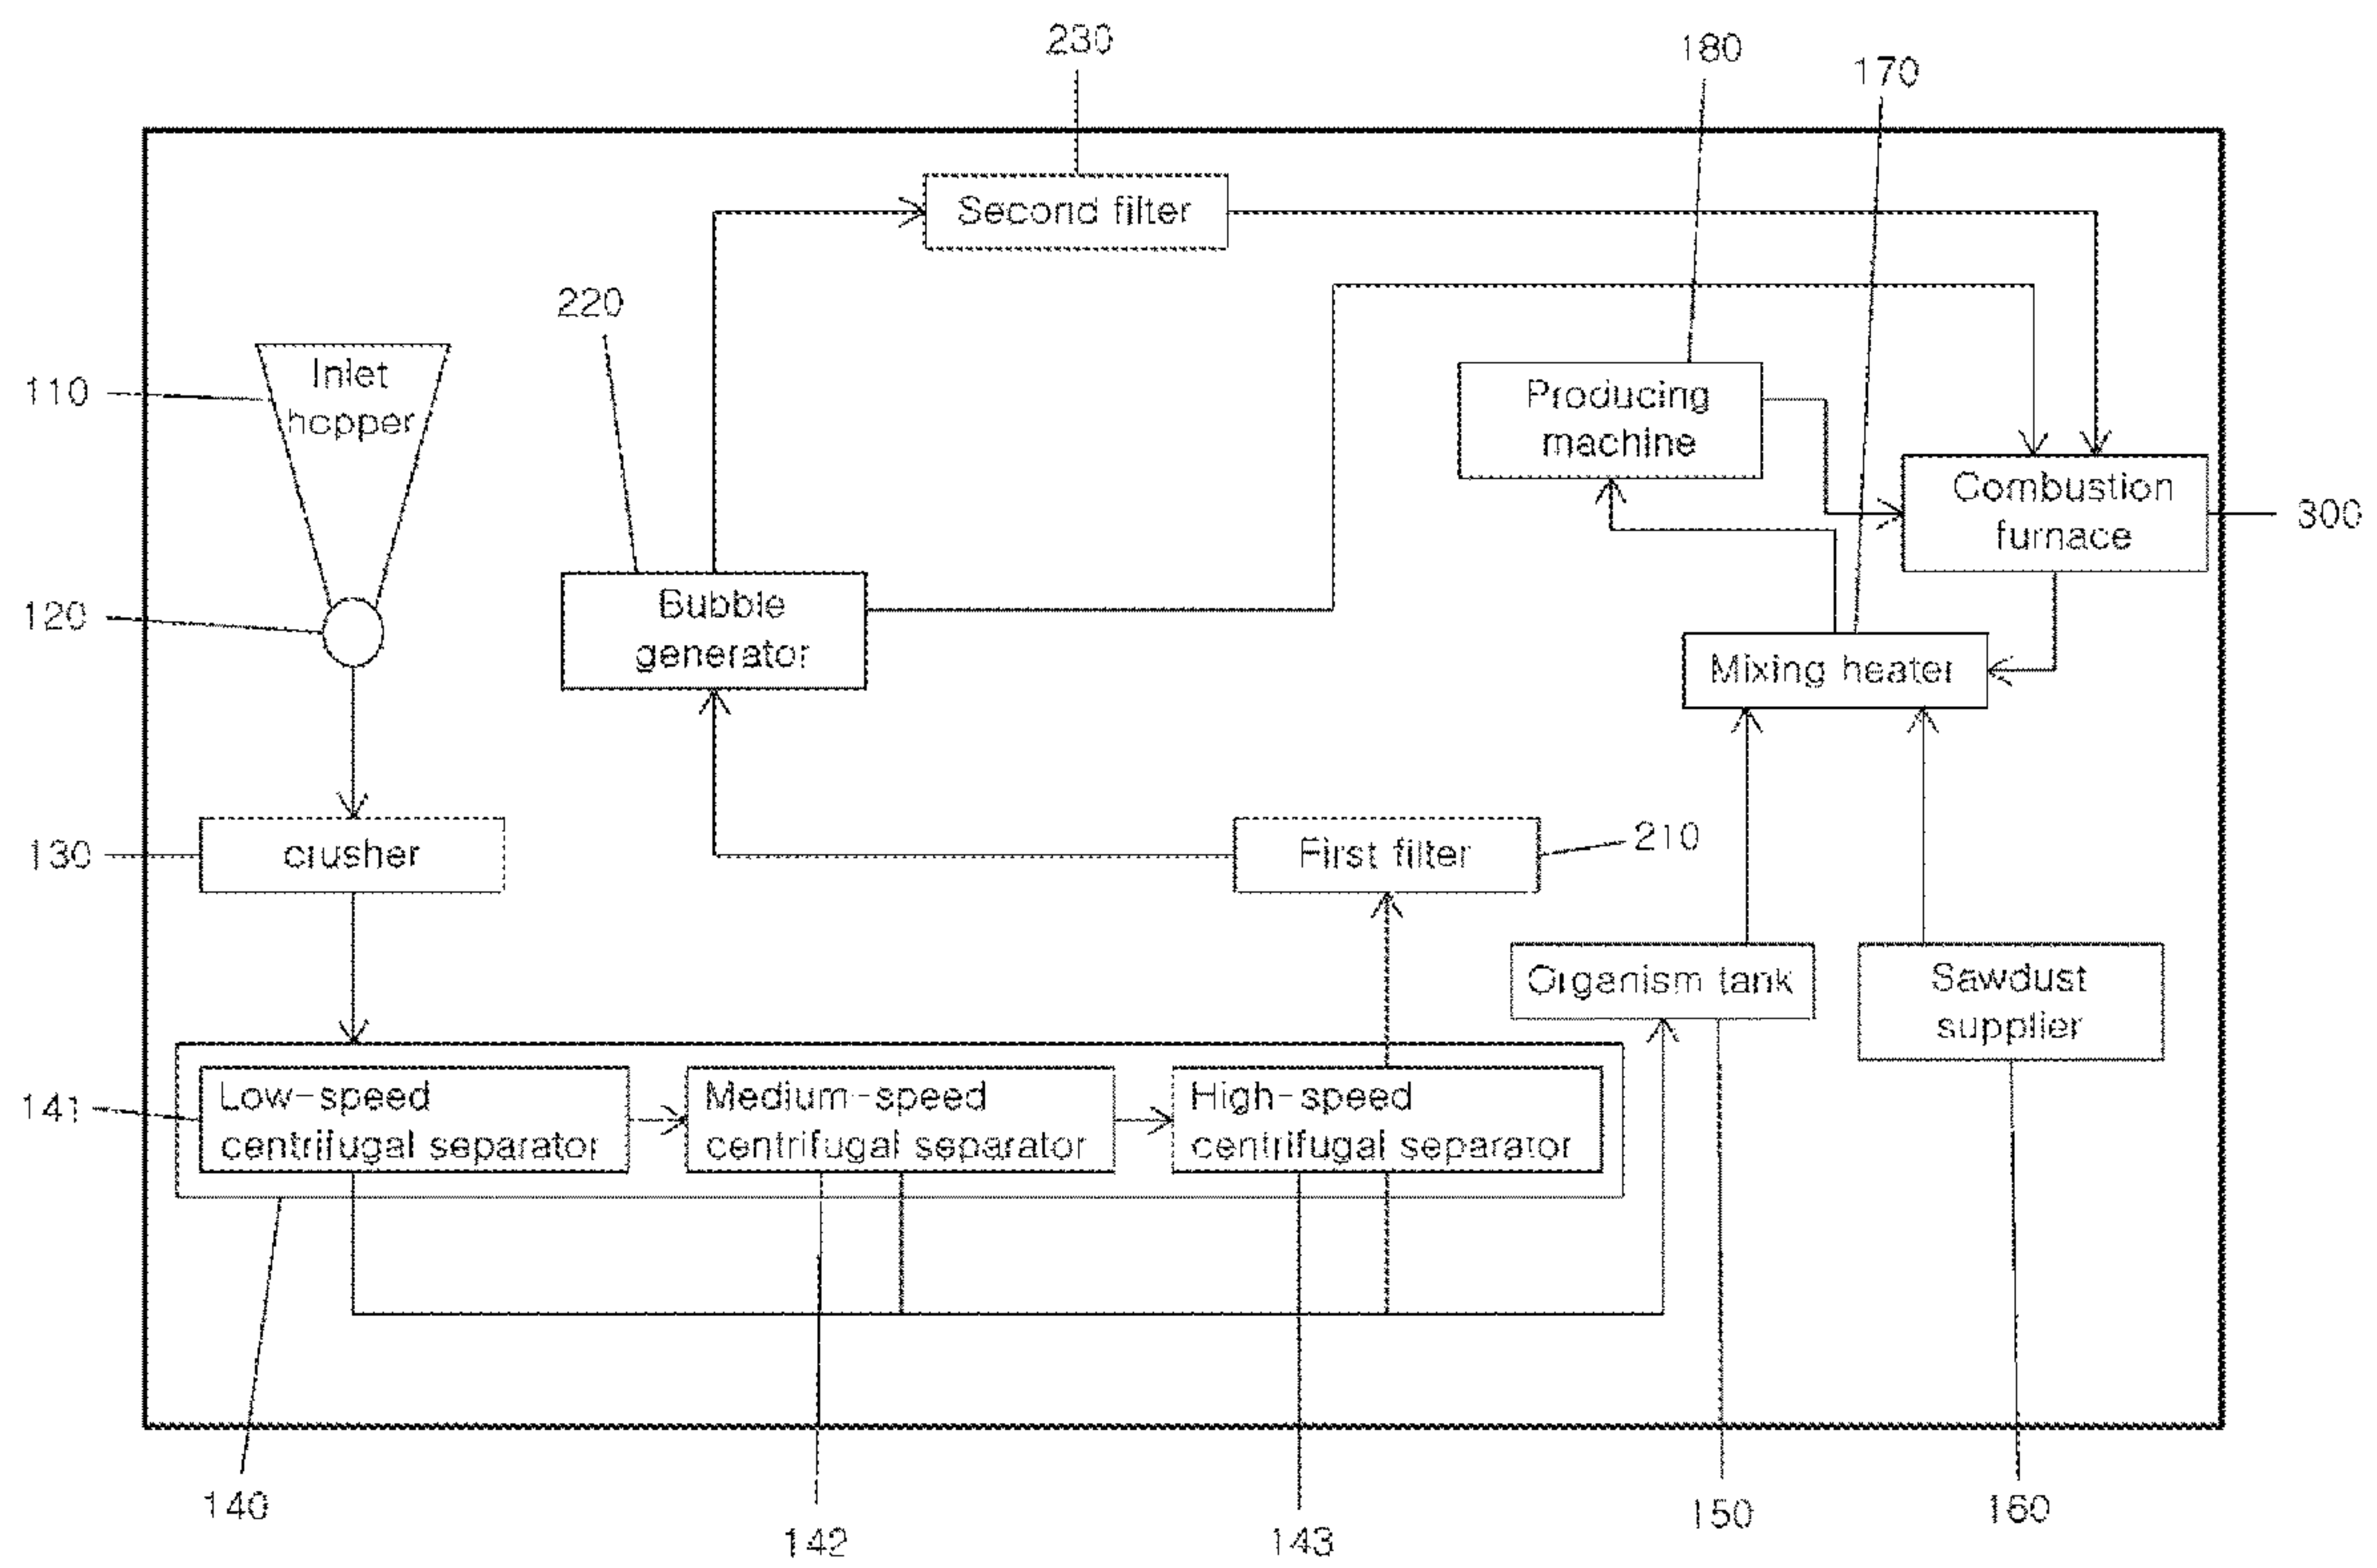 230
180
170
Second filter
220
Inlet
hopper
110
Producing
machine
Combustion
furnace
300
120
Bubble
generator
Mixing heater
130
crusher
First filter
210
Organism tank
Sawdust
supplier
141
Low-speed
centrifugal separator
Medium-speed
centrifugal separator
High-speed
centrifugal separator
140
142
143
150
160